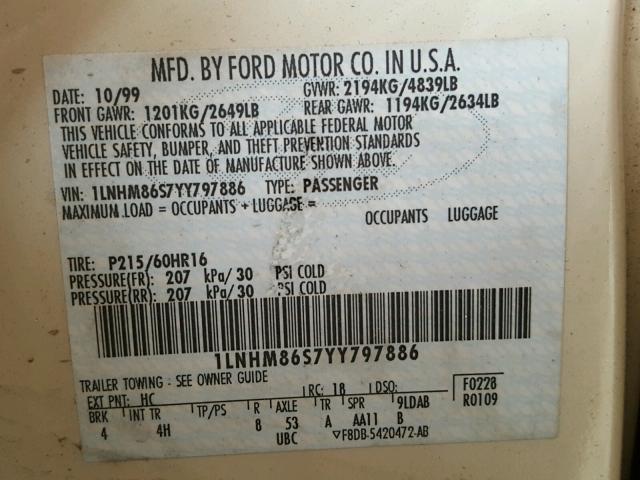 MFD. BY FORD MOTOR CO. IN U.S.A.
DATE: 10/99 GVWR: 2194KG/4839LB
FRONT GAWR: 1201KG/2649LB REAR GAWR: 1194KG/2634LB
THIS VEHICLE CONFORMS TO ALL APPLICABLE FEDERAL MOTOR
VEHICLE SAFETY, BUMPER, AND THEFT PREVENTION STANDARDS
IN EFFECT ON THE DATE OF MANUFACTURE SHOWN ABOVE.
VIN: 1LNHM86S7YY797886 TYPE: PASSENGER
MAXIMUM LOAD = OCCUPANTS + LUGGAGE =
OCCUPANTS LUGGAGE
TIRE: P215/60HR16
PRESSURE(FR) 207 kPa/ 30 PSI COLD
PRESSURE(RR) 207 kPa/ 30 PSI COLD
1LNHM86S7YY797886
TRAILER TOWING - SEE OWNER GUIDE
EXT PNT: HC RC: 18 DSO: F0228
BRK INT TR TP/PS R AXLE TR SPR 9LDAB R0109
4 4H 8 53 A AA11 B
UBC ▽F8DB-5420472-AB